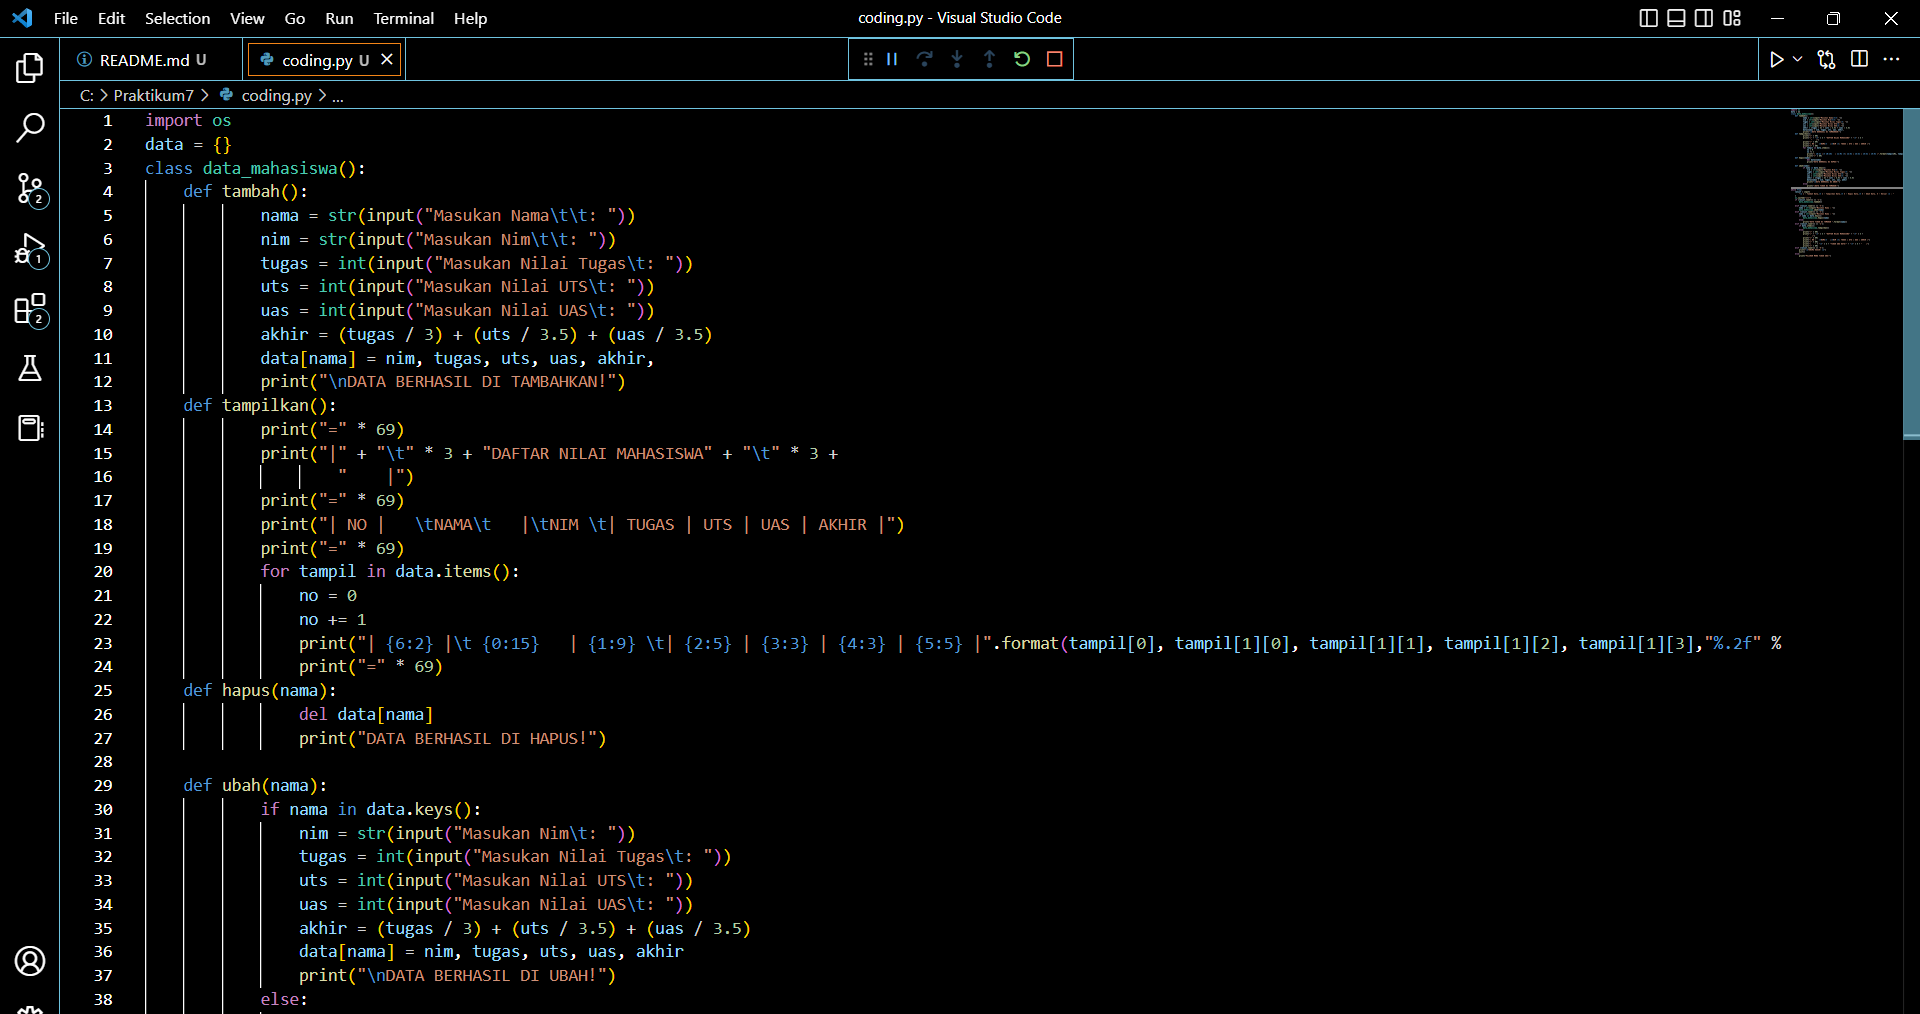 File Edit Selection View Go Run Terminal Help
coding.py - Visual Studio Code
README.md U
coding.py U
C: > Praktikum7 > coding.py > ...
1 import os
2 data = {}
3 class data_mahasiswa():
4 def tambah():
5 nama = str(input("Masukan Nama\t\t: "))
6 nim = str(input("Masukan Nim\t\t: "))
7 tugas = int(input("Masukan Nilai Tugas\t: "))
8 uts = int(input("Masukan Nilai UTS\t: "))
9 uas = int(input("Masukan Nilai UAS\t: "))
10 akhir = (tugas / 3) + (uts / 3.5) + (uas / 3.5)
11 data[nama] = nim, tugas, uts, uas, akhir,
12 print("\nDATA BERHASIL DI TAMBAHKAN!")
13 def tampilkan():
14 print("=" * 69)
15 print("|" + "\t" * 3 + "DAFTAR NILAI MAHASISWA" + "\t" * 3 +
16 "    |")
17 print("=" * 69)
18 print("| NO |   \tNAMA\t   |\tNIM \t| TUGAS | UTS | UAS | AKHIR |")
19 print("=" * 69)
20 for tampil in data.items():
21 no = 0
22 no += 1
23 print("| {6:2} |\t {0:15}   | {1:9} \t| {2:5} | {3:3} | {4:3} | {5:5} |".format(tampil[0], tampil[1][0], tampil[1][1], tampil[1][2], tampil[1][3],"%.2f" %
24 print("=" * 69)
25 def hapus(nama):
26 del data[nama]
27 print("DATA BERHASIL DI HAPUS!")
28
29 def ubah(nama):
30 if nama in data.keys():
31 nim = str(input("Masukan Nim\t: "))
32 tugas = int(input("Masukan Nilai Tugas\t: "))
33 uts = int(input("Masukan Nilai UTS\t: "))
34 uas = int(input("Masukan Nilai UAS\t: "))
35 akhir = (tugas / 3) + (uts / 3.5) + (uas / 3.5)
36 data[nama] = nim, tugas, uts, uas, akhir
37 print("\nDATA BERHASIL DI UBAH!")
38 else:
2
1
2